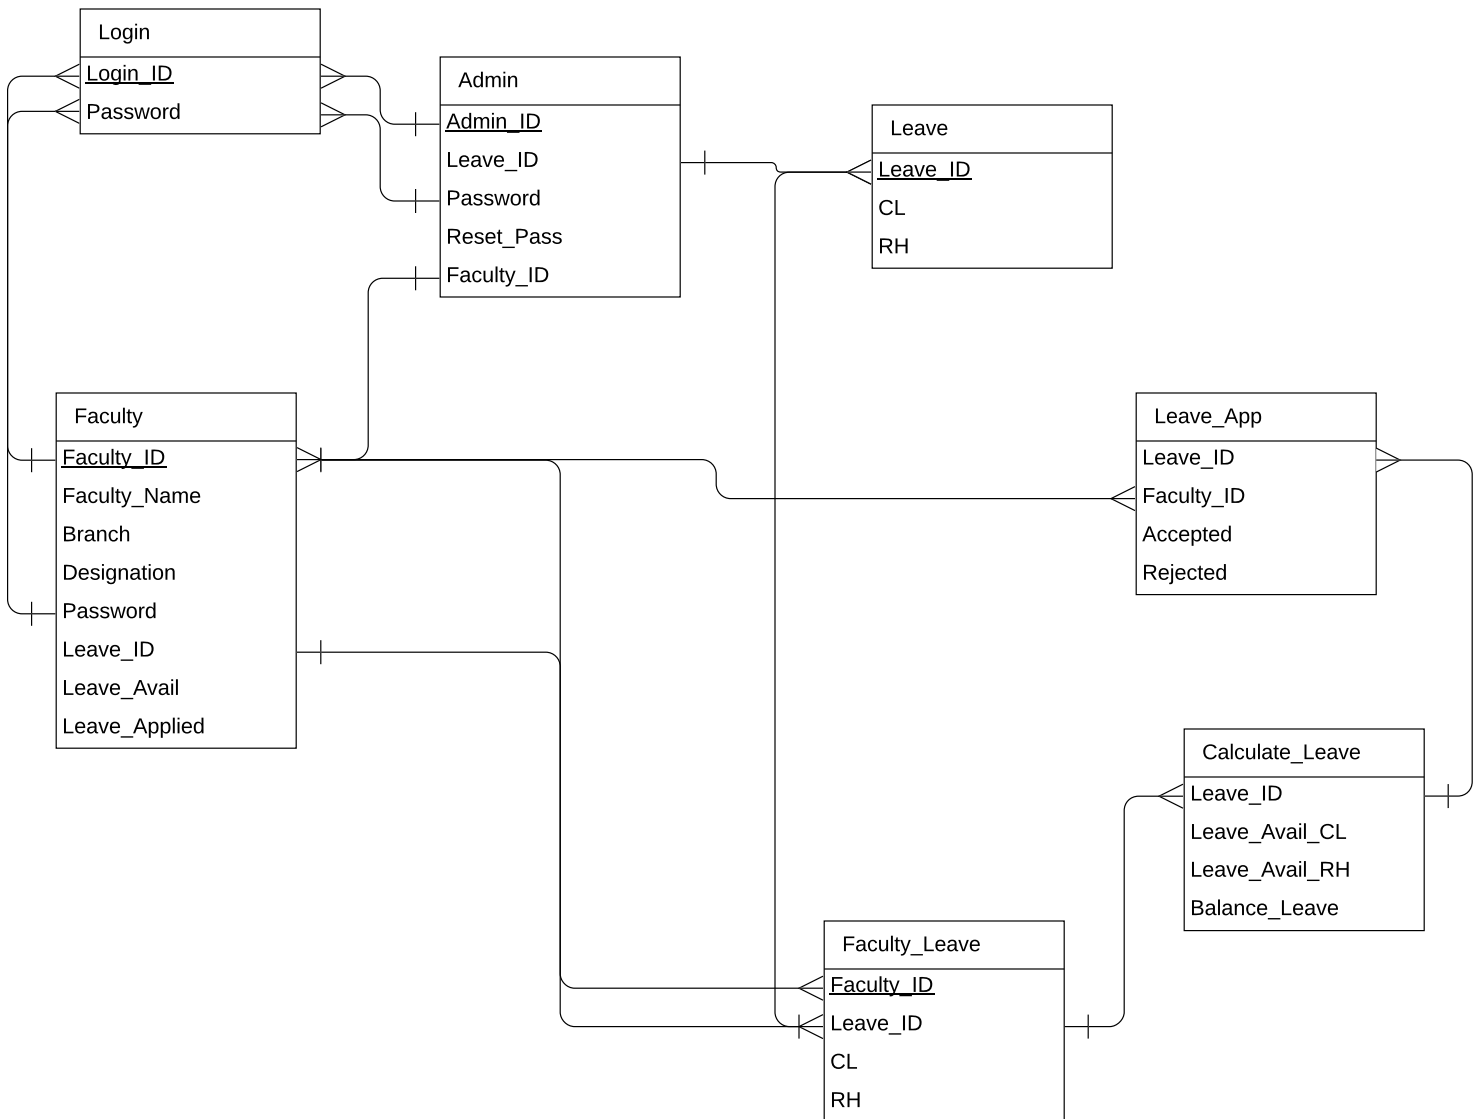 Login
Login_ID
Password
Admin
Admin_ID
Leave_ID
Password
Reset_Pass
Faculty_ID
Leave
Leave_ID
CL
RH
Faculty
Faculty_ID
Faculty_Name
Branch
Designation
Password
Leave_ID
Leave_Avail
Leave_Applied
Leave_App
Leave_ID
Faculty_ID
Accepted
Rejected
Calculate_Leave
Leave_ID
Leave_Avail_CL
Leave_Avail_RH
Balance_Leave
Faculty_Leave
Faculty_ID
Leave_ID
CL
RH